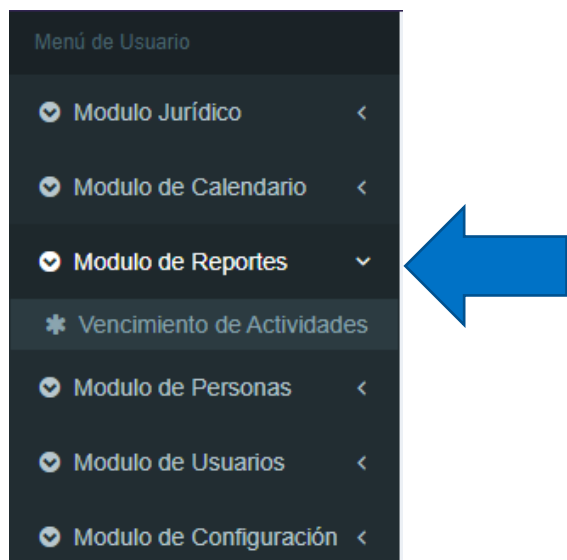 Menú de Usuario
Modulo Jurídico
Modulo de Calendario
Modulo de Reportes
Vencimiento de Actividades
Modulo de Personas
Modulo de Usuarios
Modulo de Configuración